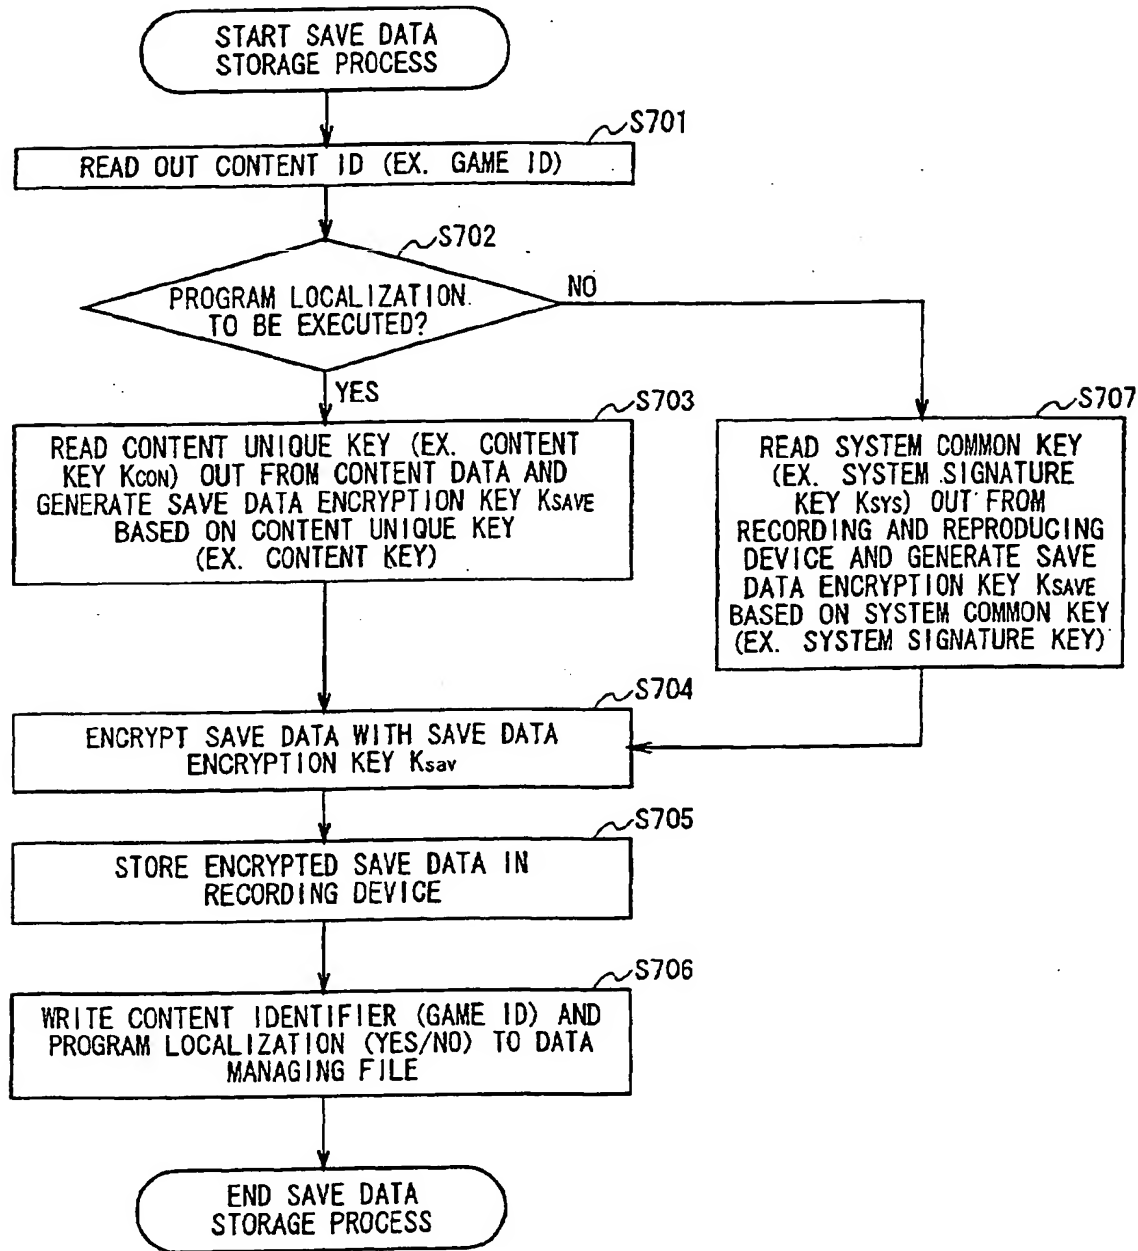 START SAVE DATA
STORAGE PROCESS
S701
READ OUT CONTENT ID (EX. GAME ID)
S702
PROGRAM LOCALIZATION
TO BE EXECUTED?
NO
YES
S703
READ CONTENT UNIQUE KEY (EX. CONTENT
KEY KCON) OUT FROM CONTENT DATA AND
GENERATE SAVE DATA ENCRYPTION KEY KSAVE
BASED ON CONTENT UNIQUE KEY
(EX. CONTENT KEY)
S707
READ SYSTEM COMMON KEY
(EX. SYSTEM SIGNATURE
KEY KSYS) OUT FROM
RECORDING AND REPRODUCING
DEVICE AND GENERATE SAVE
DATA ENCRYPTION KEY KSAVE
BASED ON SYSTEM COMMON KEY
(EX. SYSTEM SIGNATURE KEY)
S704
ENCRYPT SAVE DATA WITH SAVE DATA
ENCRYPTION KEY Ksav
S705
STORE ENCRYPTED SAVE DATA IN
RECORDING DEVICE
S706
WRITE CONTENT IDENTIFIER (GAME ID) AND
PROGRAM LOCALIZATION (YES/NO) TO DATA
MANAGING FILE
END SAVE DATA
STORAGE PROCESS